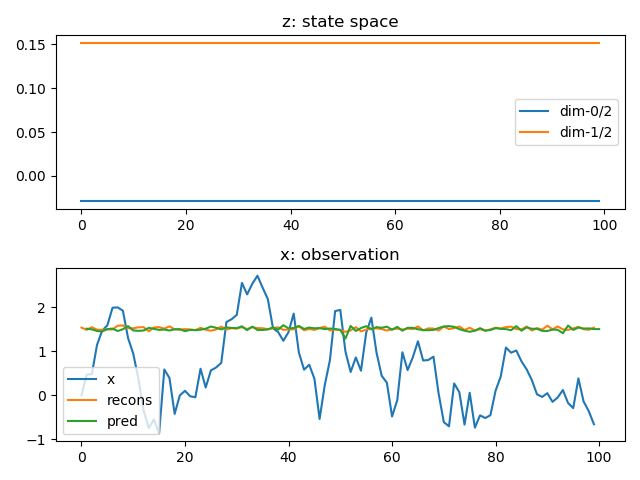 z: state space
0.15
0.10
0.05
0.00
dim-0/2
dim-1/2
0 20 40 60 80 100
x: observation
2
1
0
−1
x
recons
pred
0 20 40 60 80 100